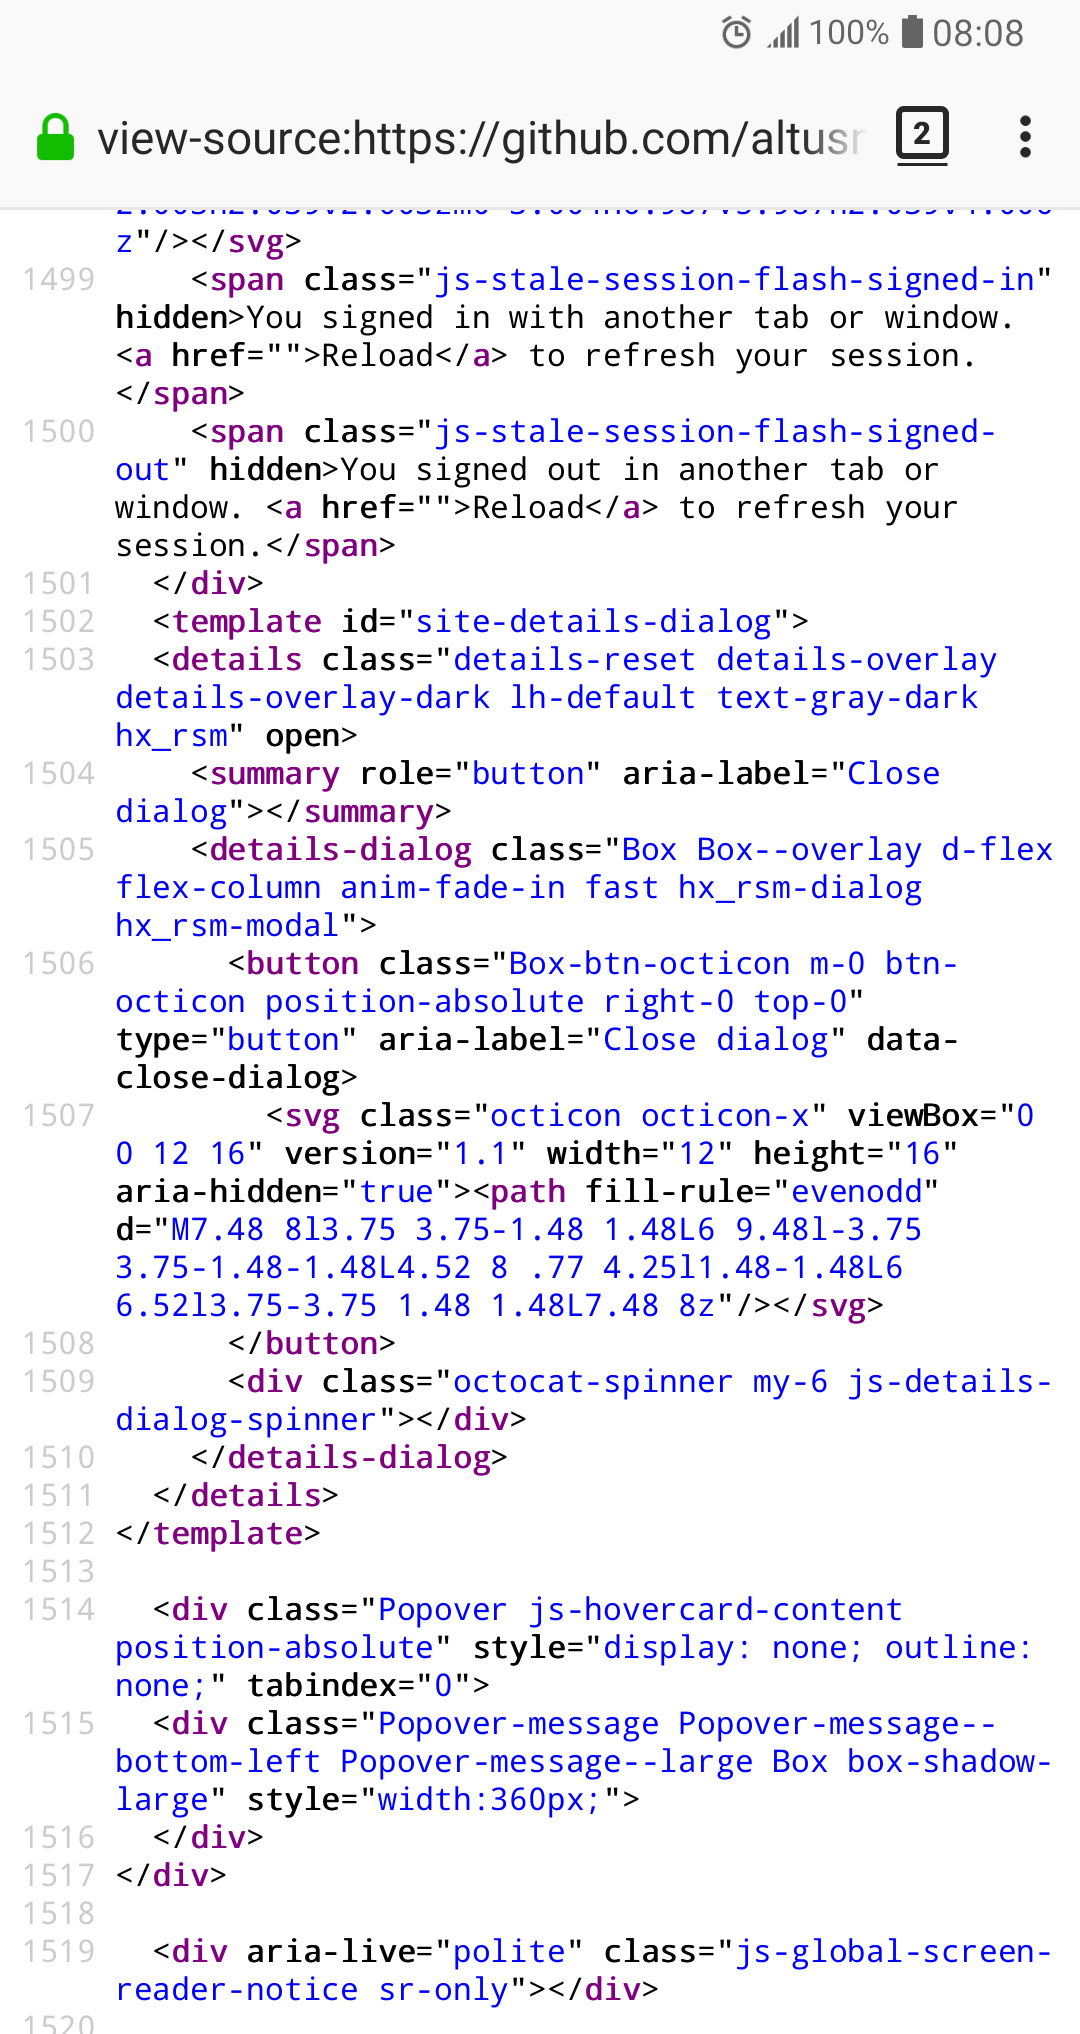 100% 08:08
view-source:https://github.com/altus 2
z"/></svg>
1499 <span class="js-stale-session-flash-signed-in"
hidden>You signed in with another tab or window.
<a href="">Reload</a> to refresh your session.
</span>
1500 <span class="js-stale-session-flash-signed-
out" hidden>You signed out in another tab or
window. <a href="">Reload</a> to refresh your
session.</span>
1501 </div>
1502 <template id="site-details-dialog">
1503 <details class="details-reset details-overlay
details-overlay-dark lh-default text-gray-dark
hx_rsm" open>
1504 <summary role="button" aria-label="Close
dialog"></summary>
1505 <details-dialog class="Box Box--overlay d-flex
flex-column anim-fade-in fast hx_rsm-dialog
hx_rsm-modal">
1506 <button class="Box-btn-octicon m-0 btn-
octicon position-absolute right-0 top-0"
type="button" aria-label="Close dialog" data-
close-dialog>
1507 <svg class="octicon octicon-x" viewBox="0
0 12 16" version="1.1" width="12" height="16"
aria-hidden="true"><path fill-rule="evenodd"
d="M7.48 8l3.75 3.75-1.48 1.48L6 9.48l-3.75
3.75-1.48-1.48L4.52 8 .77 4.25l1.48-1.48L6
6.52l3.75-3.75 1.48 1.48L7.48 8z"/></svg>
1508 </button>
1509 <div class="octocat-spinner my-6 js-details-
dialog-spinner"></div>
1510 </details-dialog>
1511 </details>
1512 </template>
1513
1514 <div class="Popover js-hovercard-content
position-absolute" style="display: none; outline:
none;" tabindex="0">
1515 <div class="Popover-message Popover-message--
bottom-left Popover-message--large Box box-shadow-
large" style="width:360px;">
1516 </div>
1517 </div>
1518
1519 <div aria-live="polite" class="js-global-screen-
reader-notice sr-only"></div>
1520